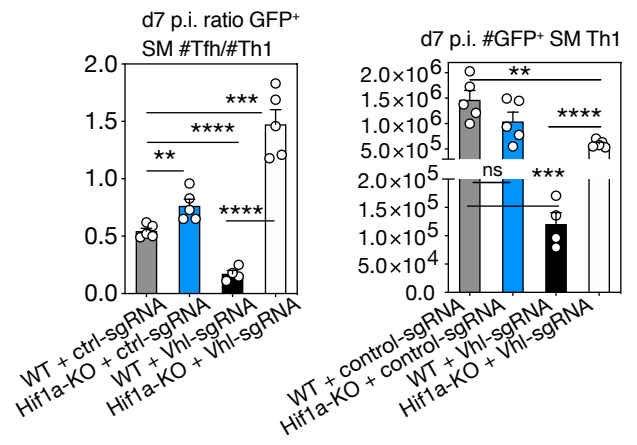 d7 p.i. ratio GFP⁺
SM #Tfh/#Th1
2.0
1.5
1.0
0.5
0.0
***
****
**
****
WT + ctrl-sgRNA
Hif1a-KO + ctrl-sgRNA
WT + Vhl-sgRNA
Hif1a-KO + Vhl-sgRNA
d7 p.i. #GFP⁺ SM Th1
2.0×10⁶
1.5×10⁶
1.0×10⁶
5.0×10⁵
2.0×10⁵
1.5×10⁵
1.0×10⁵
5.0×10⁴
0.0
**
****
ns
***
WT + control-sgRNA
Hif1a-KO + control-sgRNA
WT + Vhl-sgRNA
Hif1a-KO + Vhl-sgRNA